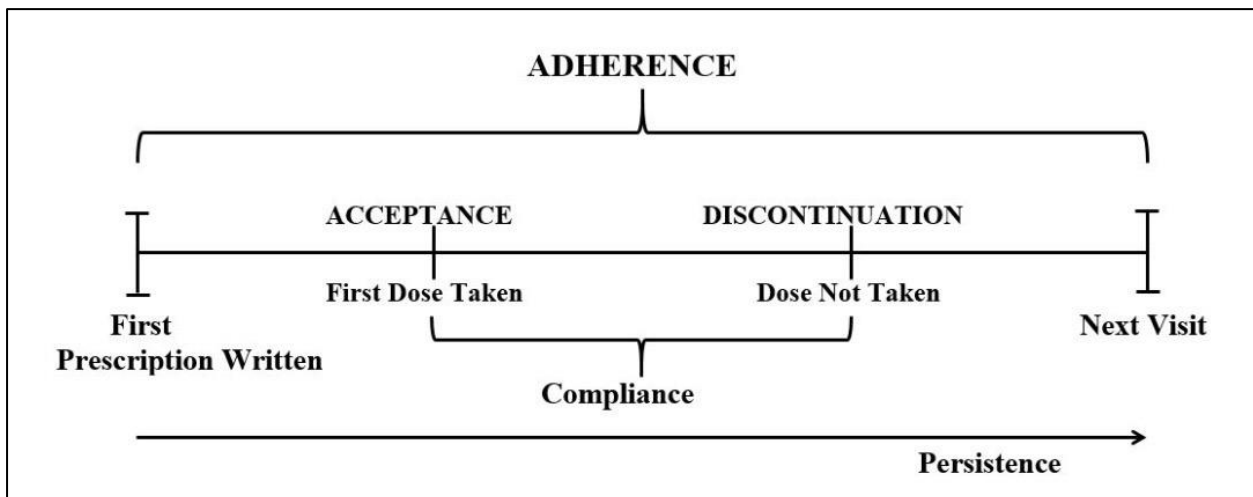 ADHERENCE
ACCEPTANCE
DISCONTINUATION
First Dose Taken
Dose Not Taken
First
Prescription Written
Next Visit
Compliance
Persistence